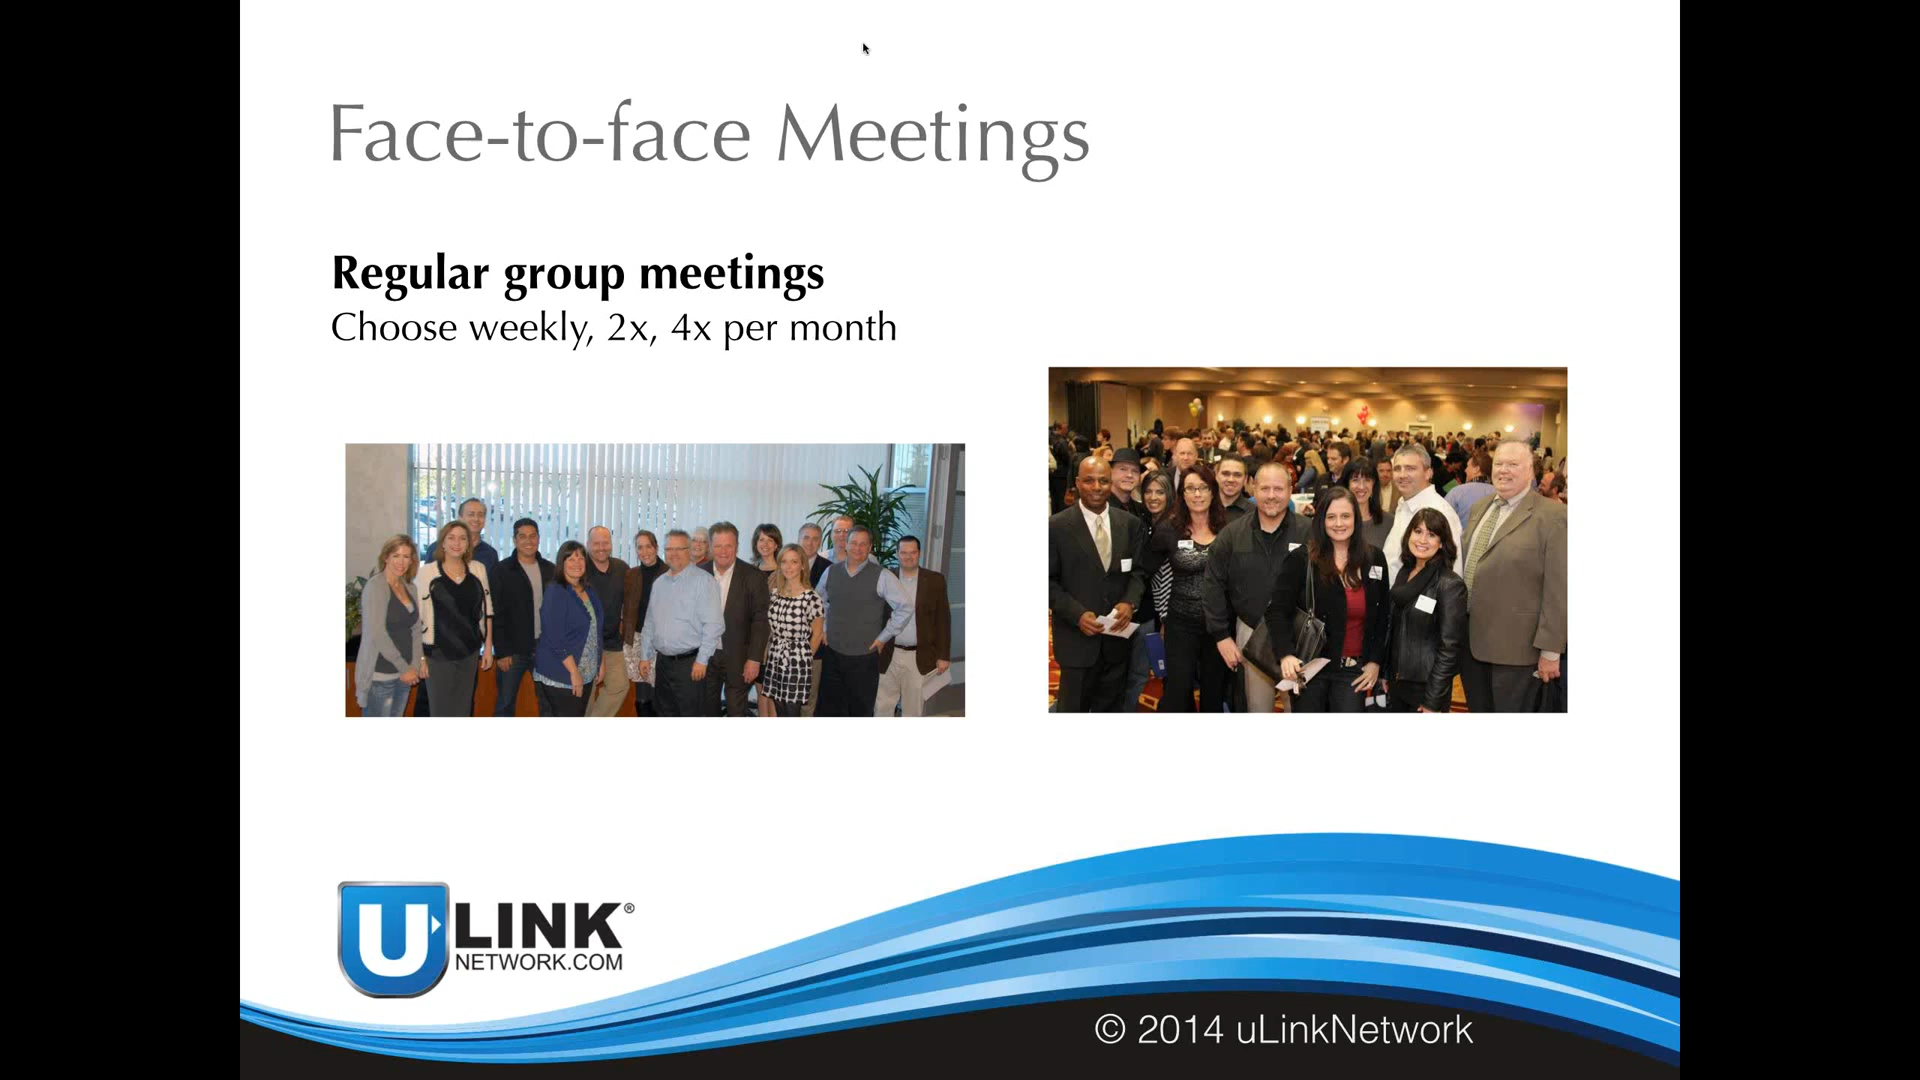 Face-to-face Meetings
Regular group meetings
Choose weekly, 2x, 4x per month
U LINK®
NETWORK.COM
© 2014 uLinkNetwork